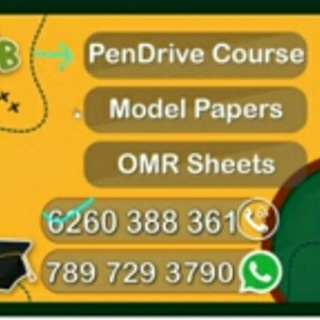 B
PenDrive Course
Model Papers
OMR Sheets
6260 388 361
789 729 3790